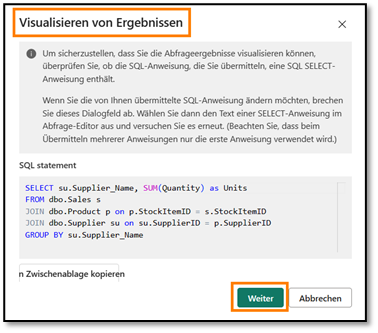 Visualisieren von Ergebnissen
Um sicherzustellen, dass Sie die Abfrageergebnisse visualisieren können,
überprüfen Sie, ob die SQL-Anweisung, die Sie übermitteln, eine SQL SELECT-
Anweisung enthält.
Wenn Sie die von Ihnen übermittelte SQL-Anweisung ändern möchten, brechen
Sie dieses Dialogfeld ab. Wählen Sie dann den Text einer SELECT-Anweisung im
Abfrage-Editor aus und versuchen Sie es erneut. (Beachten Sie, dass beim
Übermitteln mehrerer Anweisungen nur die erste Anweisung verwendet wird.)
SQL statement
SELECT su.Supplier_Name, SUM(Quantity) as Units
FROM dbo.Sales s
JOIN dbo.Product p on p.StockItemID = s.StockItemID
JOIN dbo.Supplier su on su.SupplierID = p.SupplierID
GROUP BY su.Supplier_Name
n Zwischenablage kopieren
Weiter Abbrechen